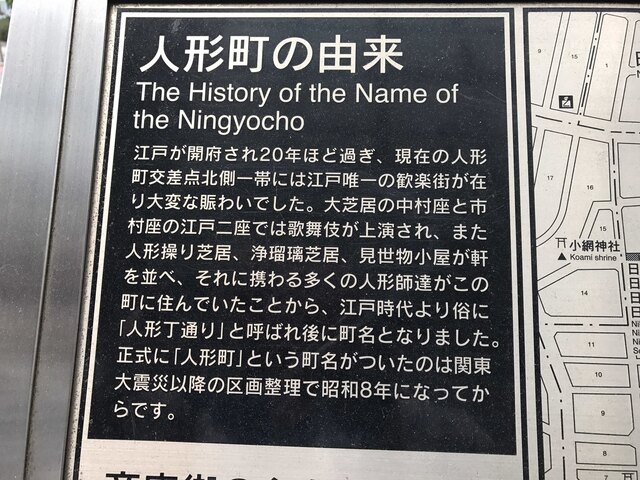 人形町の由来
The History of the Name of
the Ningyocho
江戸が開府され20年ほど過ぎ、現在の人形
町交差点北側一帯には江戸唯一の歓楽街が在
り大変な賑わいでした。大芝居の中村座と市
村座の江戸二座では歌舞伎が上演され、また
人形操り芝居、浄瑠璃芝居、見世物小屋が軒
を並べ、それに携わる多くの人形師達がこの
町に住んでいたことから、江戸時代より俗に
「人形丁通り」と呼ばれ後に町名となりました。
正式に「人形町」という町名がついたのは関東
大震災以降の区画整理で昭和8年になってか
らです。
9
15
17
16
15
小網神社
Koami shrine
14
11
10
9
8